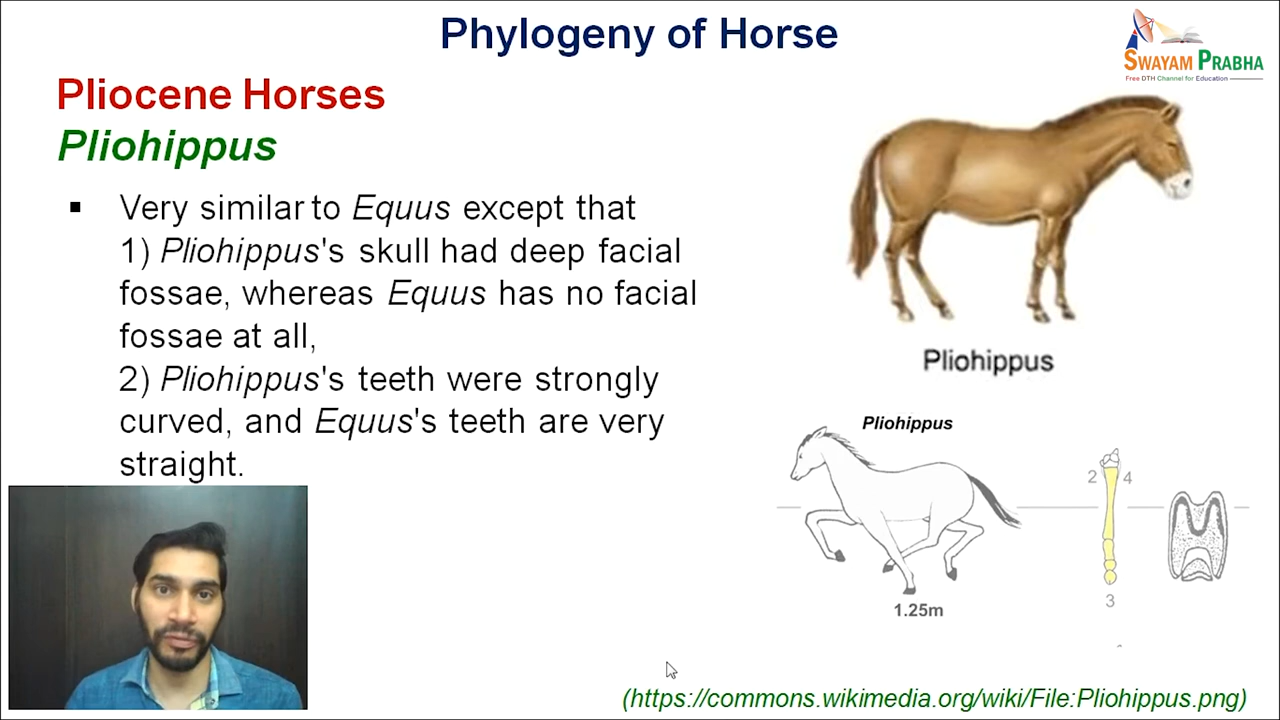 Phylogeny of Horse
SWAYAM PRABHA
Free DTH Channel for Education
Pliocene Horses
Pliohippus
▪ Very similar to Equus except that
1) Pliohippus's skull had deep facial
fossae, whereas Equus has no facial
fossae at all,
2) Pliohippus's teeth were strongly
curved, and Equus's teeth are very
straight.
Pliohippus
Pliohippus
2 4
3
1.25m
(https://commons.wikimedia.org/wiki/File:Pliohippus.png)